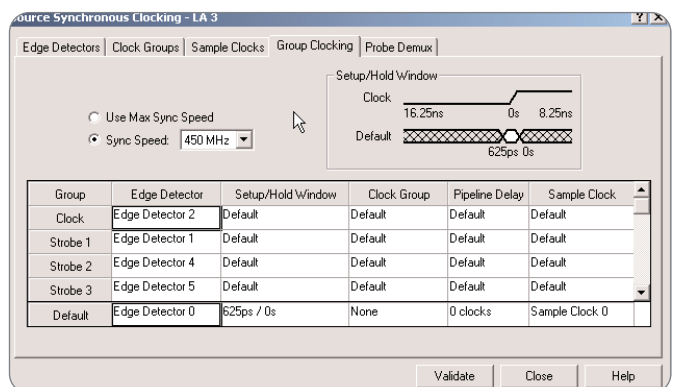 ource Synchronous Clocking - LA 3
Edge Detectors Clock Groups Sample Clocks Group Clocking Probe Demux
Setup/Hold Window
Clock
16.25ns 0s 8.25ns
Use Max Sync Speed
Sync Speed: 450 MHz
Default
625ps 0s
Group Edge Detector Setup/Hold Window Clock Group Pipeline Delay Sample Clock
Clock Edge Detector 2 Default Default Default Default
Strobe 1 Edge Detector 1 Default Default Default Default
Strobe 2 Edge Detector 4 Default Default Default Default
Strobe 3 Edge Detector 5 Default Default Default Default
Default Edge Detector 0 625ps / 0s None 0 clocks Sample Clock 0
Validate Close Help